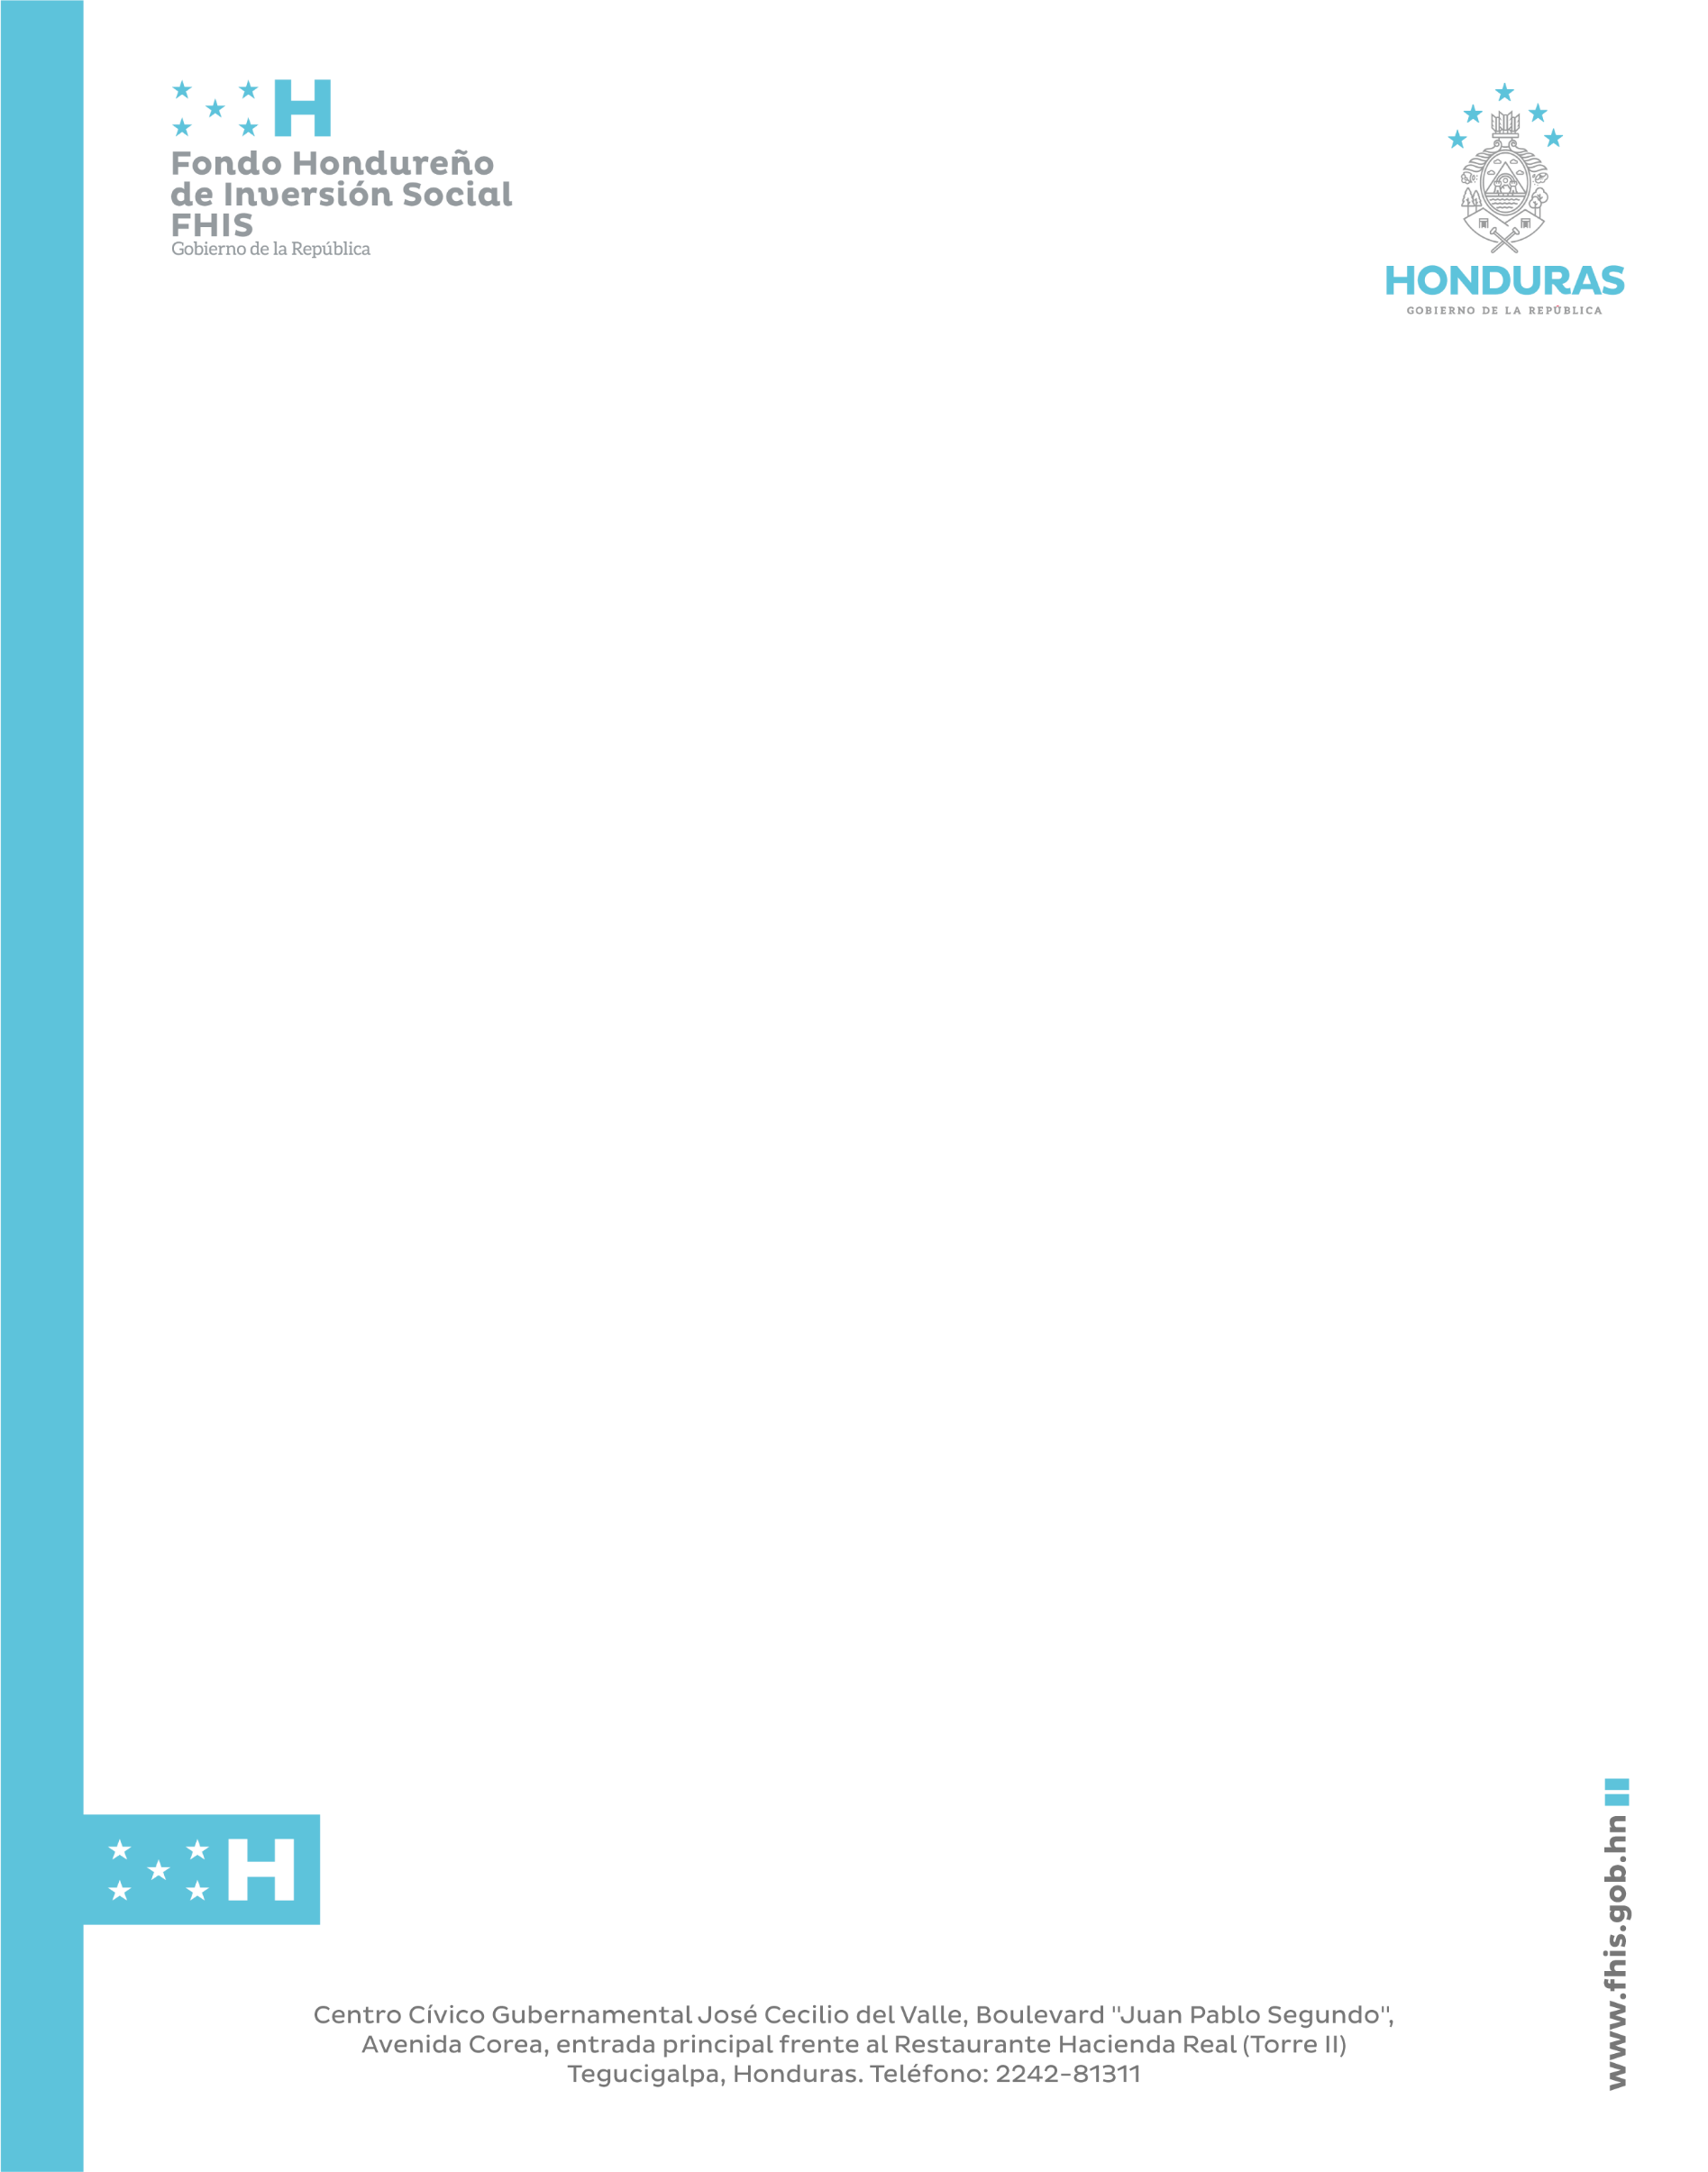 H
Fondo Hondureño
de Inversión Social
FHIS
Gobierno de la República
HONDURAS
GOBIERNO DE LA REPÚBLICA
H
www.fhis.gob.hn
Centro Cívico Gubernamental José Cecilio del Valle, Boulevard "Juan Pablo Segundo",
Avenida Corea, entrada principal frente al Restaurante Hacienda Real (Torre II)
Tegucigalpa, Honduras. Teléfono: 2242-81311